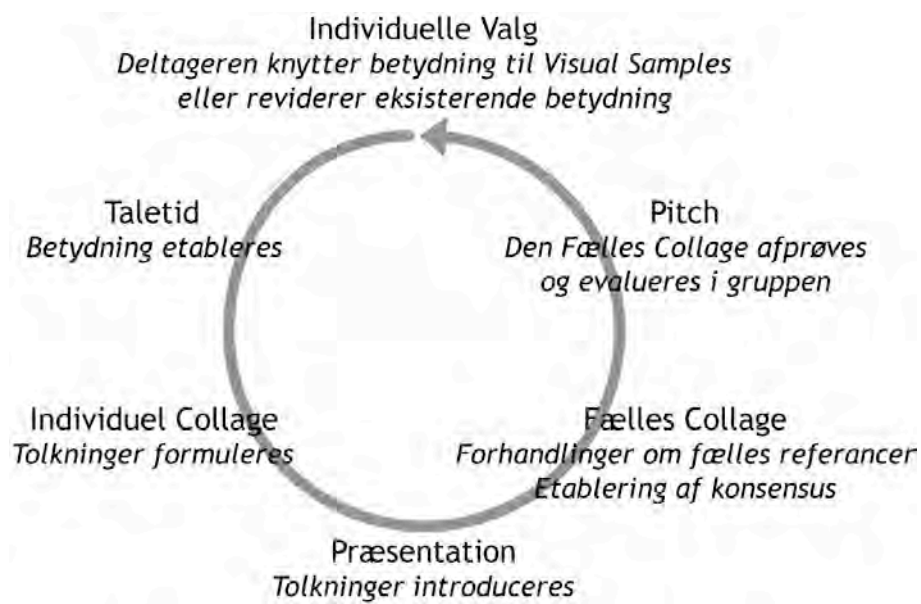 Individuelle Valg
Deltageren knytter betydning til Visual Samples
eller reviderer eksisterende betydning
Taletid
Betydning etableres
Pitch
Den Fælles Collage afprøves
og evalueres i gruppen
Individuel Collage
Tolkninger formuleres
Fælles Collage
Forhandlinger om fælles referancer
Etablering af konsensus
Præsentation
Tolkninger introduceres